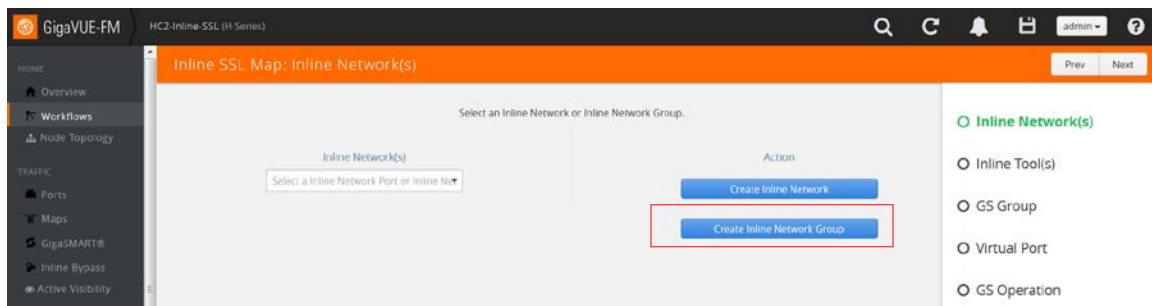 GigaVUE-FM
HC2-Inline-SSL (H Series)
admin
?
HOME
Inline SSL Map: Inline Network(s)
Prev
Next
Overview
Workflows
Node Topology
TRAFFIC
Ports
Maps
GigaSMART®
Inline Bypass
Active Visibility
Select an Inline Network or Inline Network Group.
Inline Network(s)
Select a Inline Network Port or Inline Net
Action
Create Inline Network
Create Inline Network Group
Inline Network(s)
Inline Tool(s)
GS Group
Virtual Port
GS Operation